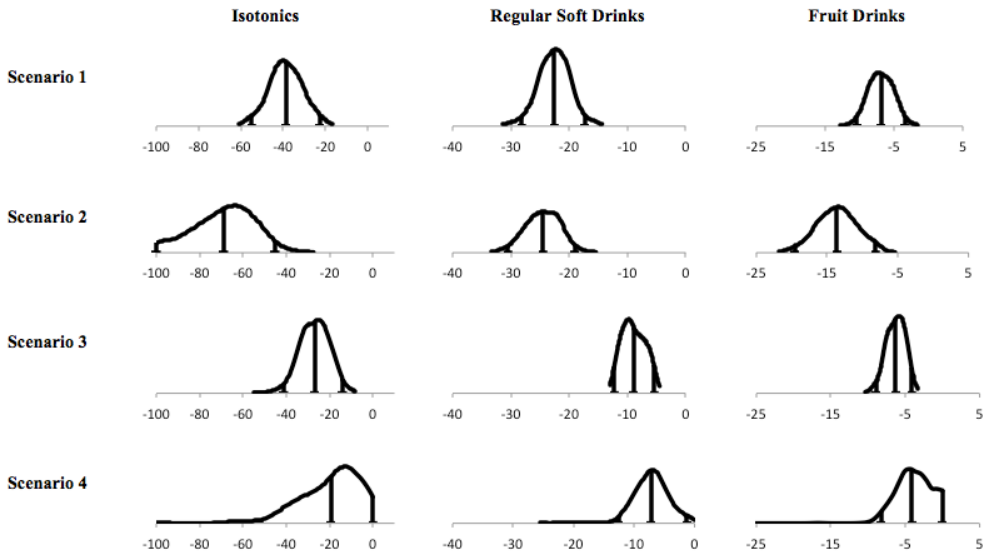 Isotonics Regular Soft Drinks Fruit Drinks
Scenario 1
-100 -80 -60 -40 -20 0 -40 -30 -20 -10 0 -25 -15 -5 5
Scenario 2
-100 -80 -60 -40 -20 0 -40 -30 -20 -10 0 -25 -15 -5 5
Scenario 3
-100 -80 -60 -40 -20 0 -40 -30 -20 -10 0 -25 -15 -5 5
Scenario 4
-100 -80 -60 -40 -20 0 -40 -30 -20 -10 0 -25 -15 -5 5